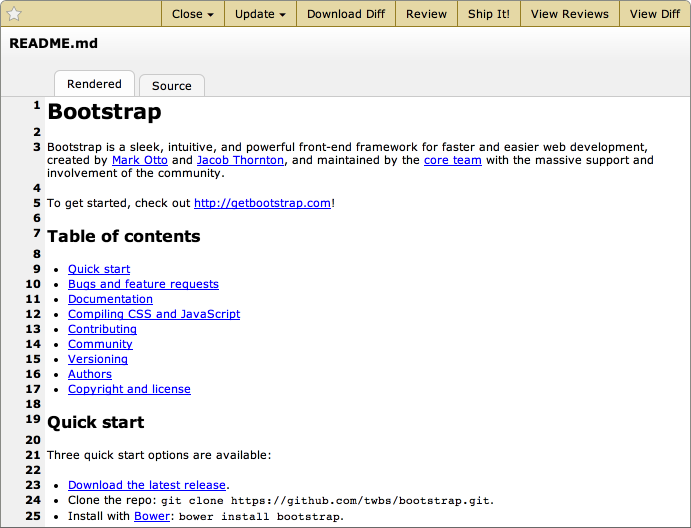 Close Update Download Diff Review Ship It! View Reviews View Diff
README.md
Rendered Source
1 Bootstrap
2
3 Bootstrap is a sleek, intuitive, and powerful front-end framework for faster and easier web development,
created by Mark Otto and Jacob Thornton, and maintained by the core team with the massive support and
involvement of the community.
4
5 To get started, check out http://getbootstrap.com!
6
7 Table of contents
8
9 • Quick start
10 • Bugs and feature requests
11 • Documentation
12 • Compiling CSS and JavaScript
13 • Contributing
14 • Community
15 • Versioning
16 • Authors
17 • Copyright and license
18
19 Quick start
20
21 Three quick start options are available:
22
23 • Download the latest release.
24 • Clone the repo: git clone https://github.com/twbs/bootstrap.git.
25 • Install with Bower: bower install bootstrap.